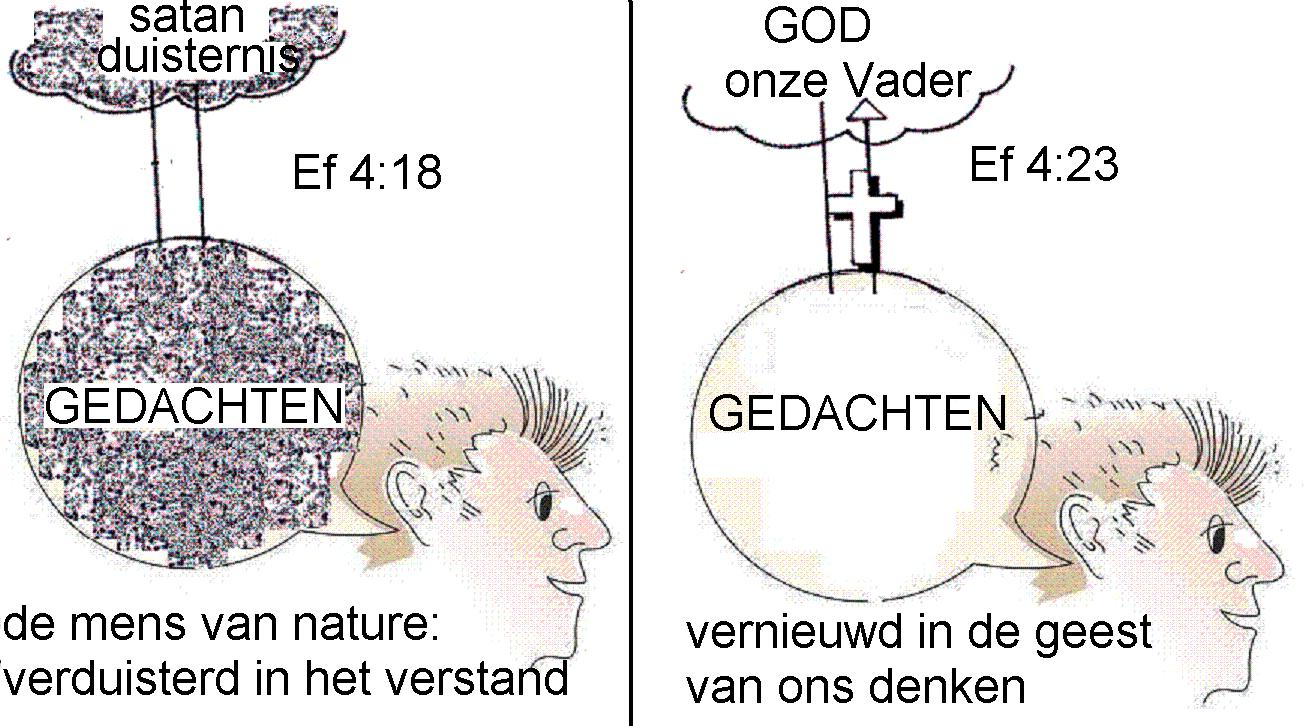 satan
duisternis
Ef 4:18
GEDACHTEN
de mens van nature:
'verduisterd in het verstand
GOD
onze Vader
Ef 4:23
GEDACHTEN
vernieuwd in de geest
van ons denken